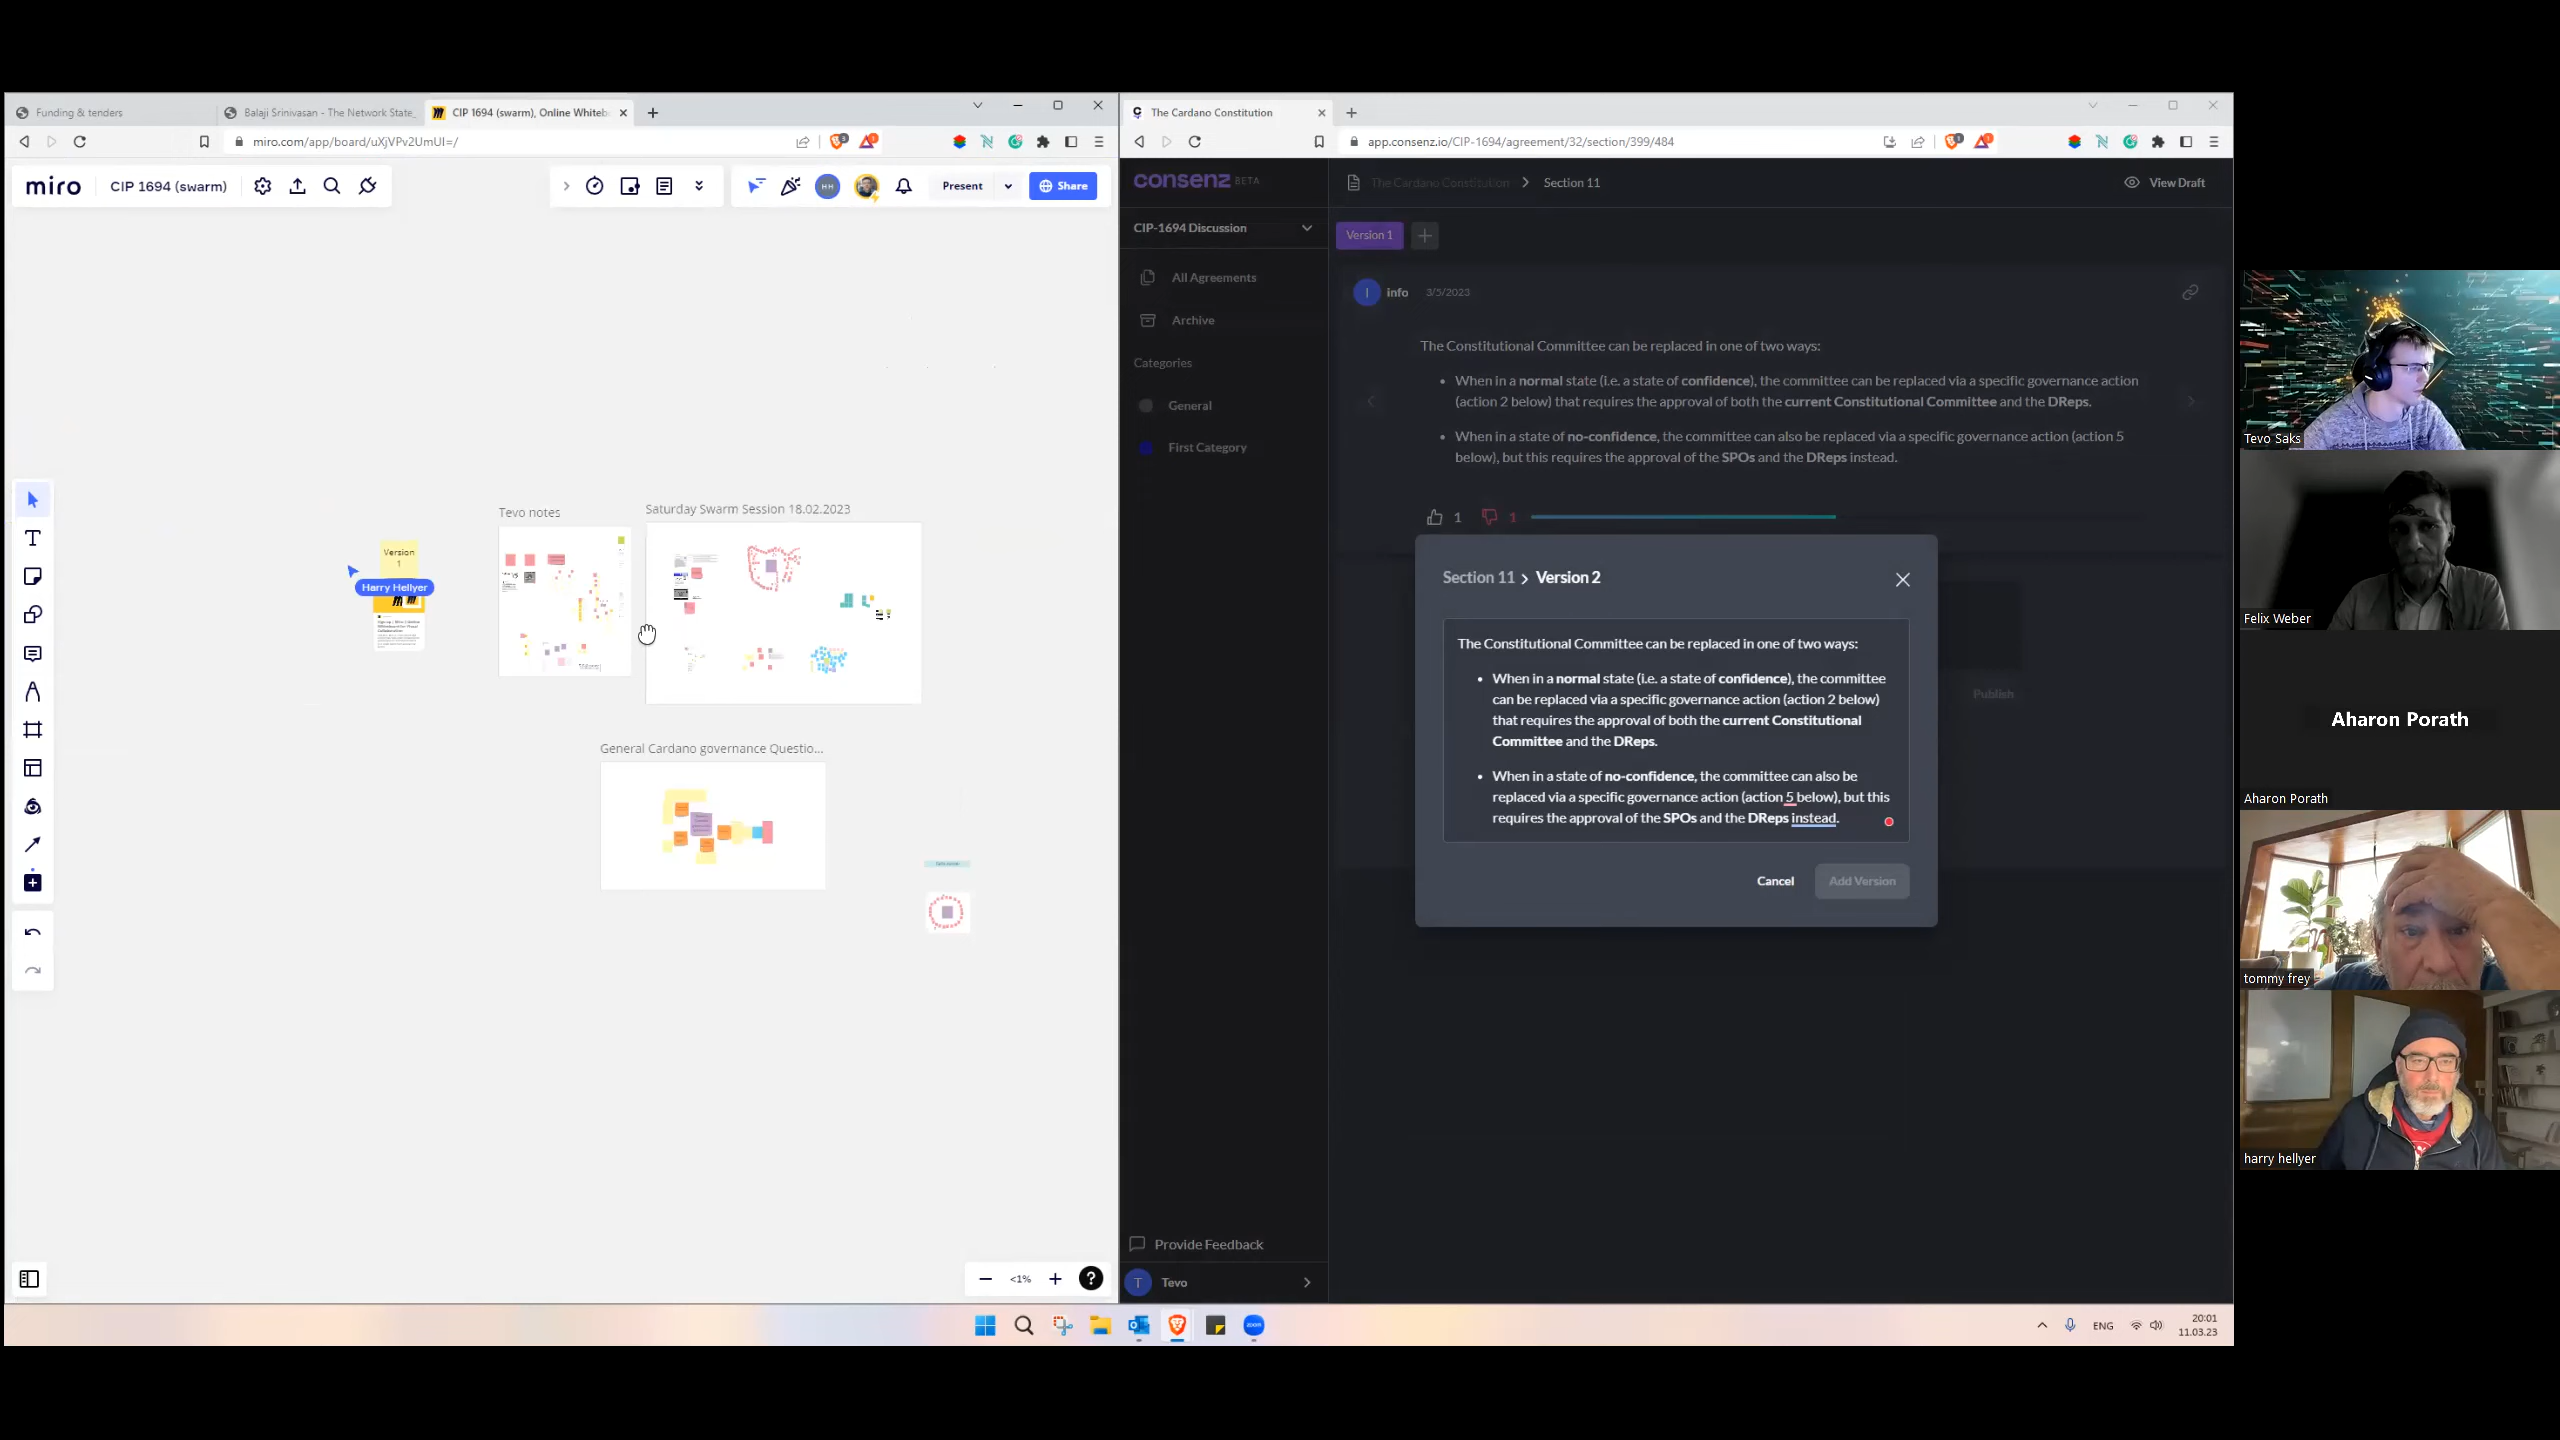 Funding & tenders
Balaji Srinivasan - The Network State_
CIP 1694 (swarm), Online Whitebo
miro.com/app/board/uXjVPv2UmUI=/
miro
CIP 1694 (swarm)
HH
Present
Share
Tevo notes
Saturday Swarm Session 18.02.2023
Version
1
Harry Hellyer
General Cardano governance Questio...
<1%
The Cardano Constitution
app.consenz.io/CIP-1694/agreement/32/section/399/484
consenz BETA
The Cardano Constitution
Section 11
View Draft
CIP-1694 Discussion
All Agreements
Archive
Categories
General
First Category
Version 1
I
info
3/5/2023
The Constitutional Committee can be replaced in one of two ways:
• When in a normal state (i.e. a state of confidence), the committee can be replaced via a specific governance action
(action 2 below) that requires the approval of both the current Constitutional Committee and the DReps.
• When in a state of no-confidence, the committee can also be replaced via a specific governance action (action 5
below), but this requires the approval of the SPOs and the DReps instead.
1
1
Section 11 > Version 2
The Constitutional Committee can be replaced in one of two ways:
• When in a normal state (i.e. a state of confidence), the committee
can be replaced via a specific governance action (action 2 below)
that requires the approval of both the current Constitutional
Committee and the DReps.
• When in a state of no-confidence, the committee can also be
replaced via a specific governance action (action 5 below), but this
requires the approval of the SPOs and the DReps instead.
Cancel
Add Version
Publish
Provide Feedback
T
Tevo
zoom
ENG
20:01
11.03.23
Tevo Saks
Felix Weber
Aharon Porath
Aharon Porath
tommy frey
harry hellyer